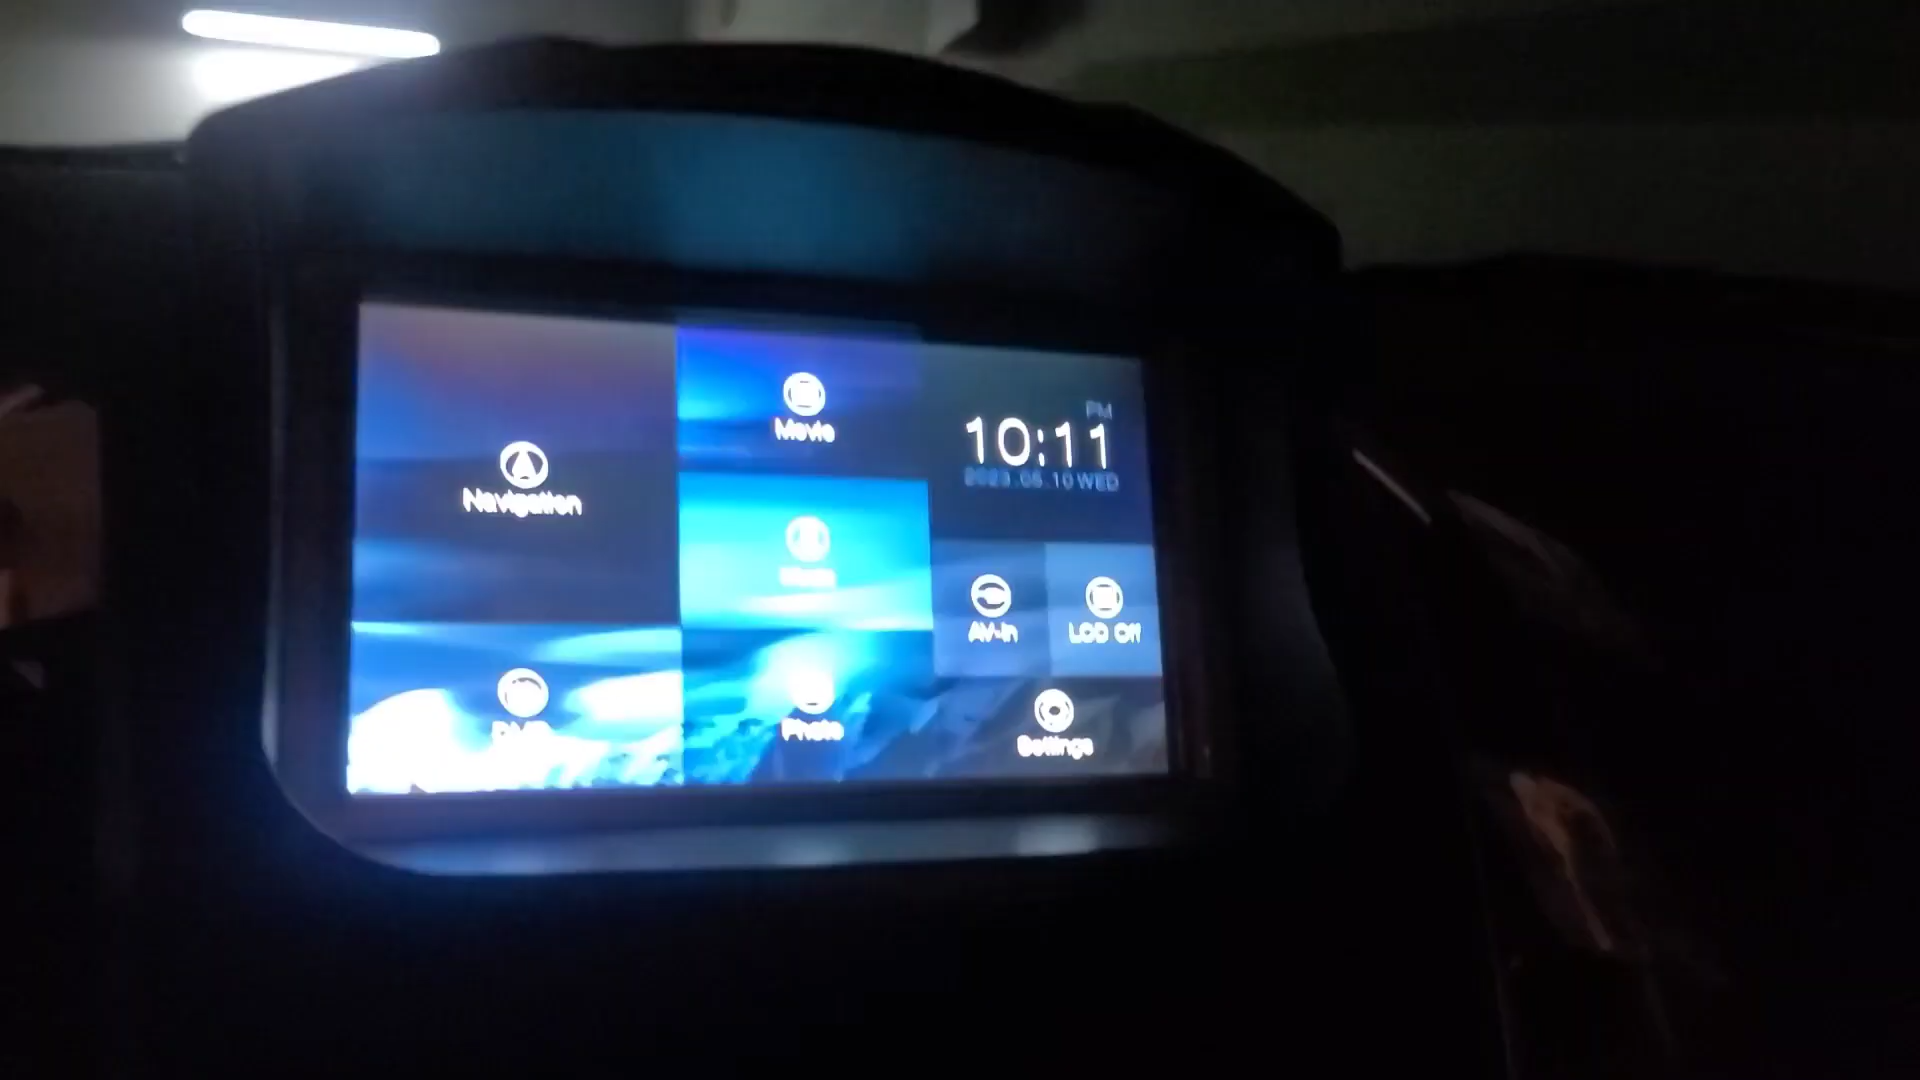 Navigation
Movie
PM
10:11
2023.05.10 WED
AV-in
LCD Off
Photo
Settings